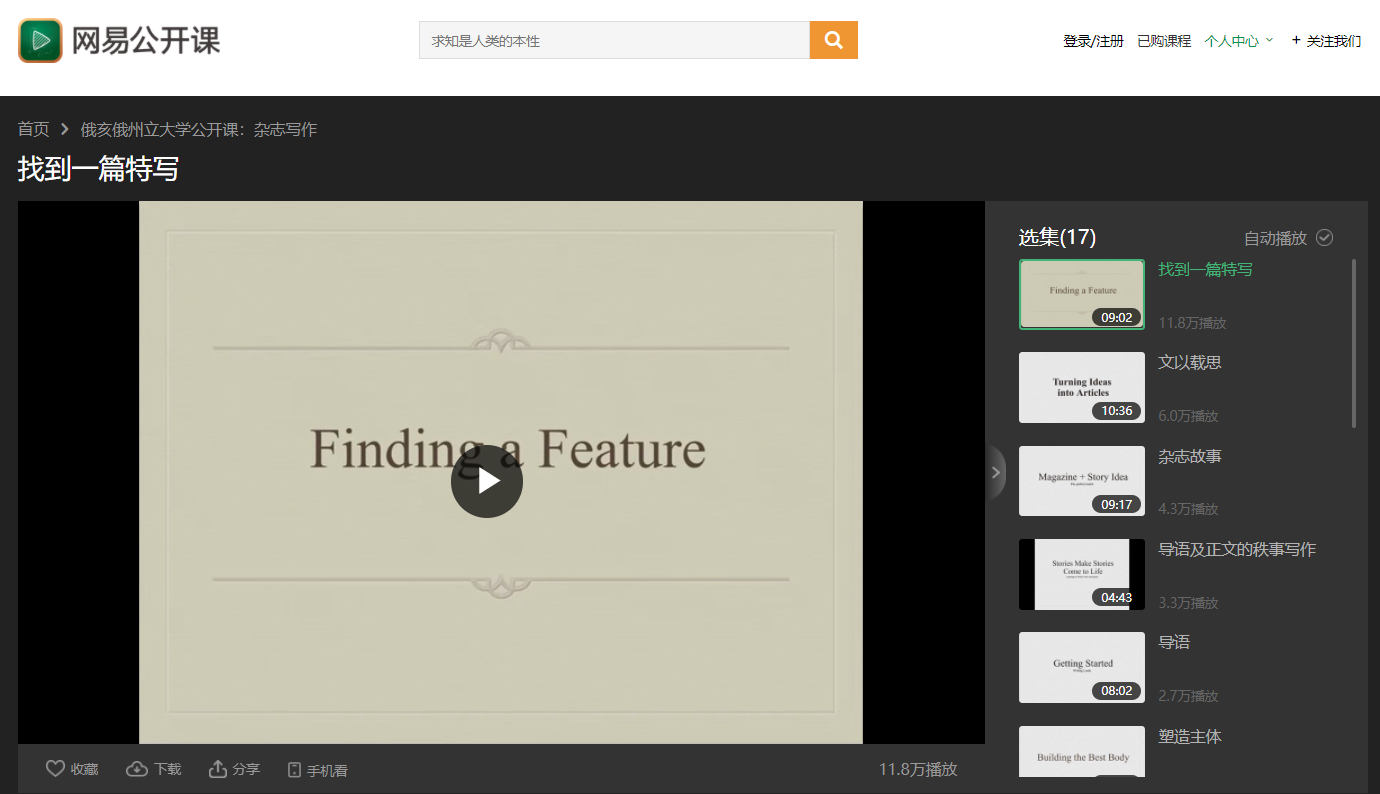 网易公开课
求知是人类的本性
登录/注册 已购课程 个人中心 + 关注我们
首页 > 俄亥俄州立大学公开课：杂志写作
找到一篇特写
Finding a Feature
收藏 下载 分享 手机看 11.8万播放
选集(17) 自动播放
Finding a Feature
09:02
找到一篇特写
11.8万播放
Turning Ideas
into Articles
10:36
文以载思
6.0万播放
Magazine + Story Idea
09:17
杂志故事
4.3万播放
Stories Make Stories
Come to Life
04:43
导语及正文的秩事写作
3.3万播放
Getting Started
08:02
导语
2.7万播放
Building the Best Body
塑造主体